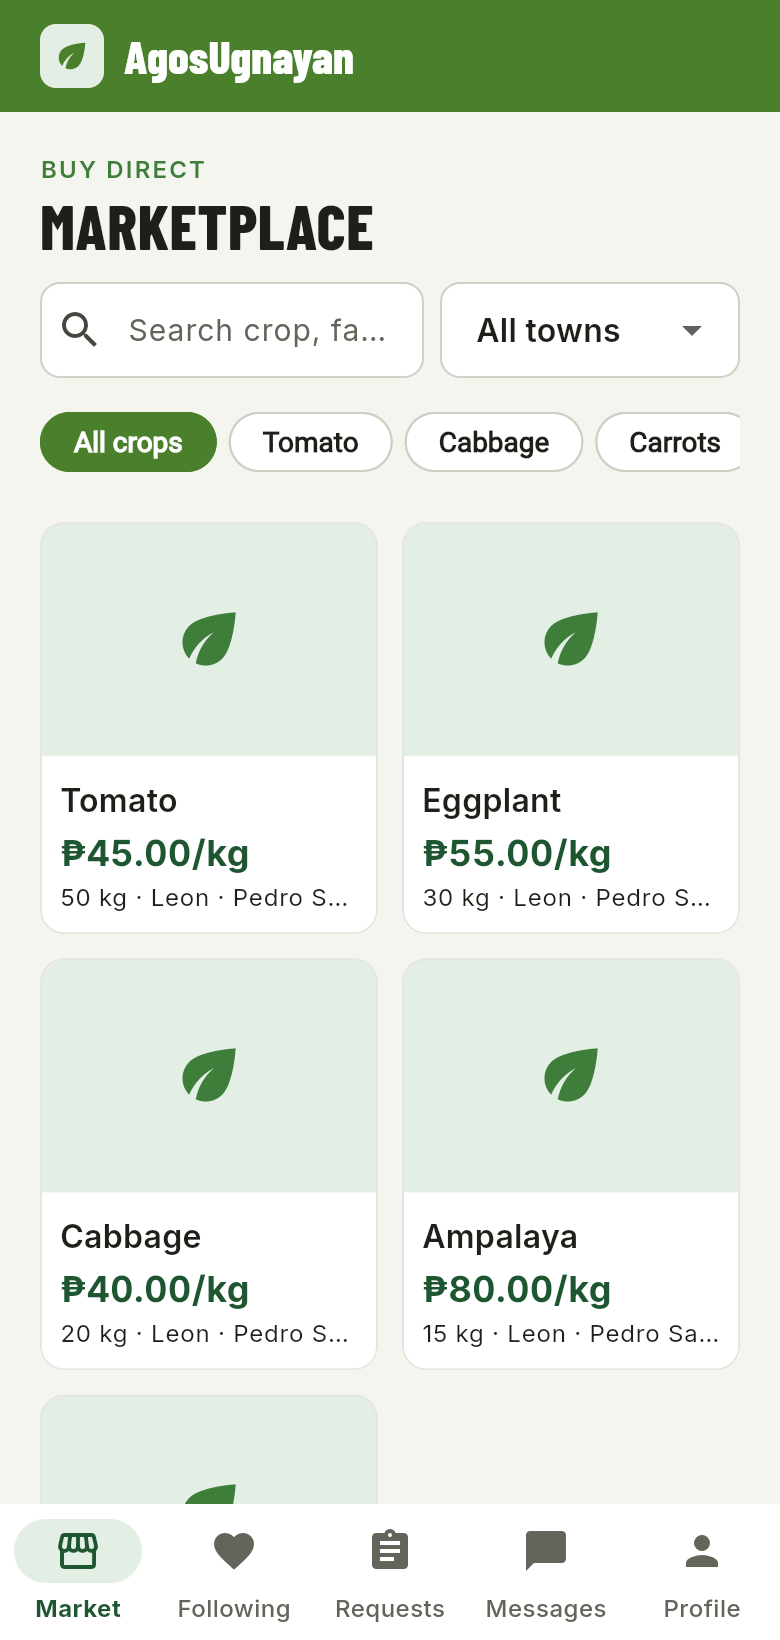 AgosUgnayan
BUY DIRECT
MARKETPLACE
Search crop, fa...
All towns
All crops
Tomato
Cabbage
Carrots
Tomato
₱45.00/kg
50 kg · Leon · Pedro S...
Eggplant
₱55.00/kg
30 kg · Leon · Pedro S...
Cabbage
₱40.00/kg
20 kg · Leon · Pedro S...
Ampalaya
₱80.00/kg
15 kg · Leon · Pedro Sa...
Market
Following
Requests
Messages
Profile